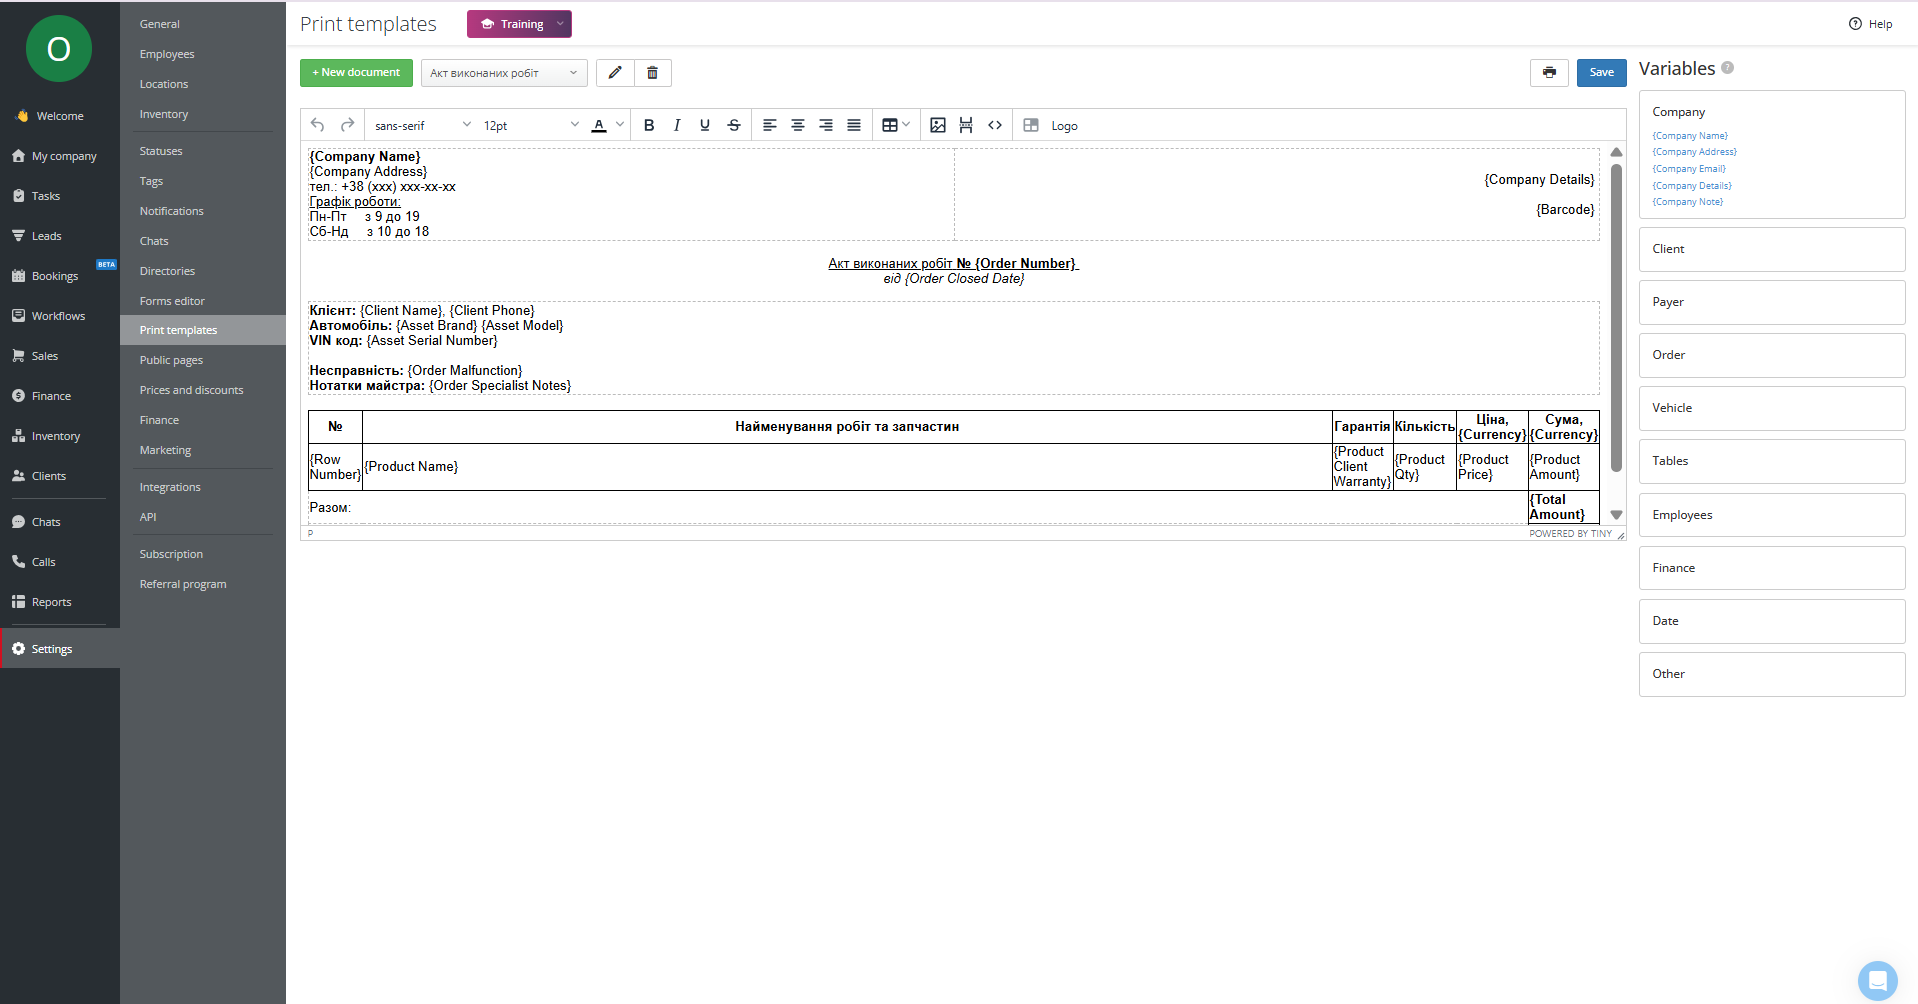 O
Welcome
My company
Tasks
Leads
Bookings
BETA
Workflows
Sales
Finance
Inventory
Clients
Chats
Calls
Reports
Settings
General
Employees
Locations
Inventory
Statuses
Tags
Notifications
Chats
Directories
Forms editor
Print templates
Public pages
Prices and discounts
Finance
Marketing
Integrations
API
Subscription
Referral program
Print templates
Training
Help
+ New document
Акт виконаних робіт
Save
sans-serif
12pt
A
B
I
U
S
Logo
{Company Name}
{Company Address}
тел.: +38 (xxx) xxx-xx-xx
Графік роботи:
Пн-Пт з 9 до 19
Сб-Нд з 10 до 18
{Company Details}
{Barcode}
Акт виконаних робіт № {Order Number}
від {Order Closed Date}
Клієнт: {Client Name}, {Client Phone}
Автомобіль: {Asset Brand} {Asset Model}
VIN код: {Asset Serial Number}
Несправність: {Order Malfunction}
Нотатки майстра: {Order Specialist Notes}
№ Найменування робіт та запчастин Гарантія Кількість Ціна, {Currency} Сума, {Currency}
{Row Number} {Product Name} {Product Client Warranty} {Product Qty} {Product Price} {Product Amount}
Разом: {Total Amount}
P
POWERED BY TINY
Variables ?
Company
{Company Name}
{Company Address}
{Company Email}
{Company Details}
{Company Note}
Client
Payer
Order
Vehicle
Tables
Employees
Finance
Date
Other